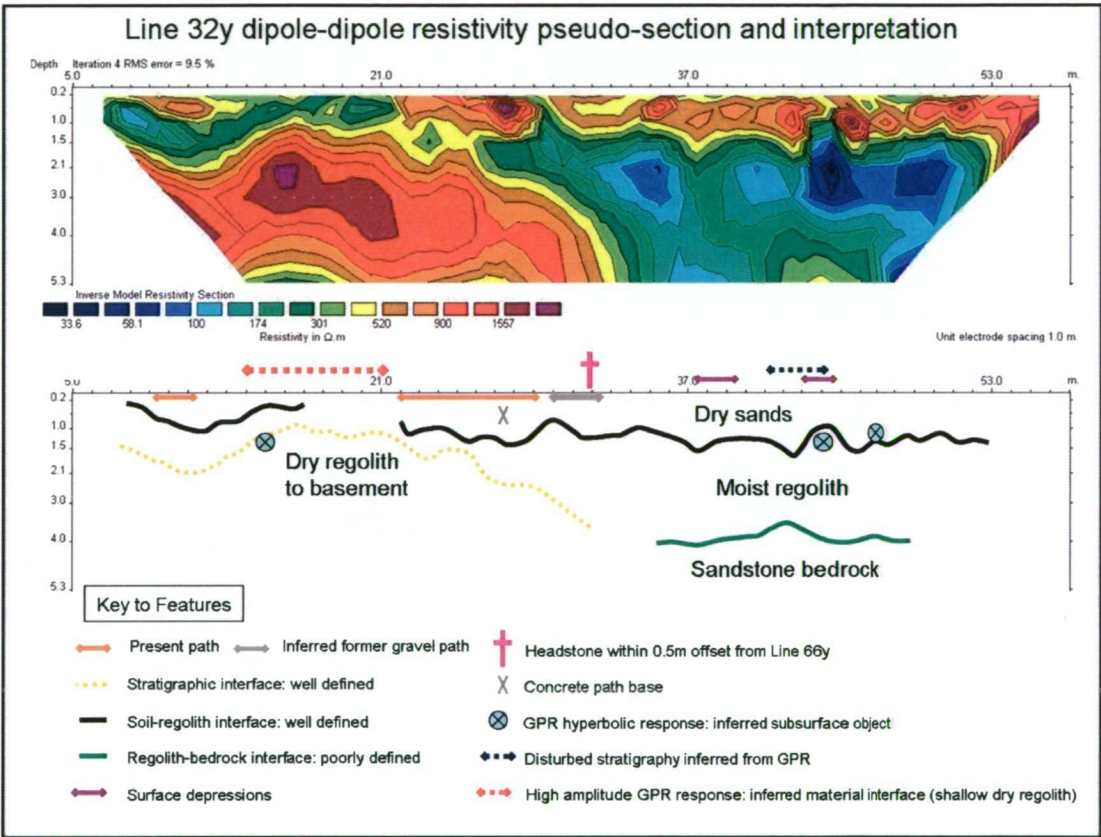 Line 32y dipole-dipole resistivity pseudo-section and interpretation
Depth Iteration 4 RMS error = 9.5 %
5.0 21.0 37.0 53.0 m.
0.2
1.0
1.5
2.1
3.0
4.0
5.3
Inverse Model Resistivity Section
33.6 58.1 100 174 301 520 900 1557
Resistivity in Ω.m
Unit electrode spacing 1.0 m.
5.0 21.0 37.0 53.0 m.
0.2
1.0
1.5
2.1
3.0
4.0
5.3
Dry sands
Dry regolith
to basement
Moist regolith
Sandstone bedrock
Key to Features
Present path
Inferred former gravel path
Headstone within 0.5m offset from Line 66y
Stratigraphic interface: well defined
Concrete path base
Soil-regolith interface: well defined
GPR hyperbolic response: inferred subsurface object
Regolith-bedrock interface: poorly defined
Disturbed stratigraphy inferred from GPR
Surface depressions
High amplitude GPR response: inferred material interface (shallow dry regolith)